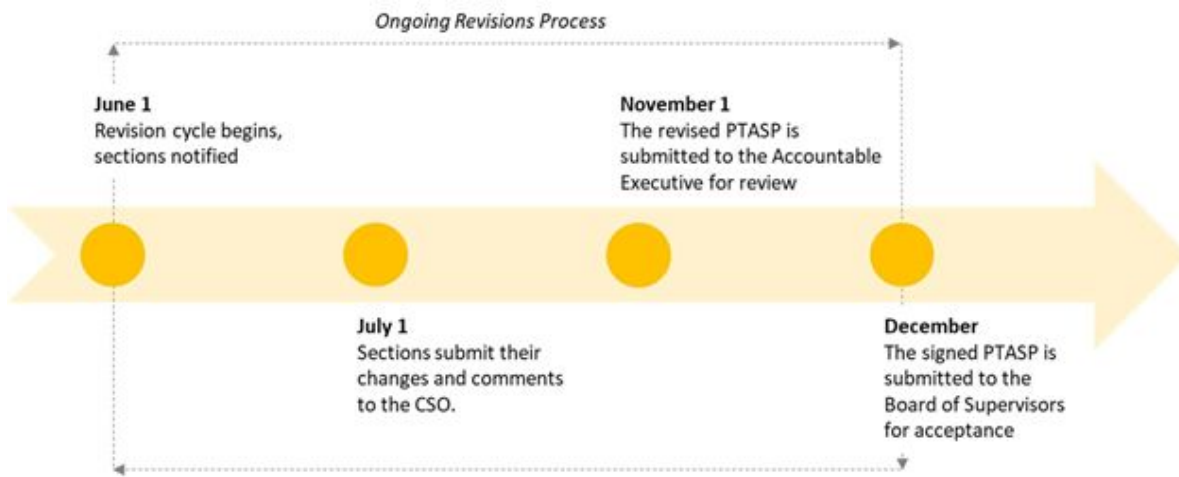 Ongoing Revisions Process
June 1
Revision cycle begins,
sections notified
November 1
The revised PTASP is
submitted to the Accountable
Executive for review
July 1
Sections submit their
changes and comments
to the CSO.
December
The signed PTASP is
submitted to the
Board of Supervisors
for acceptance